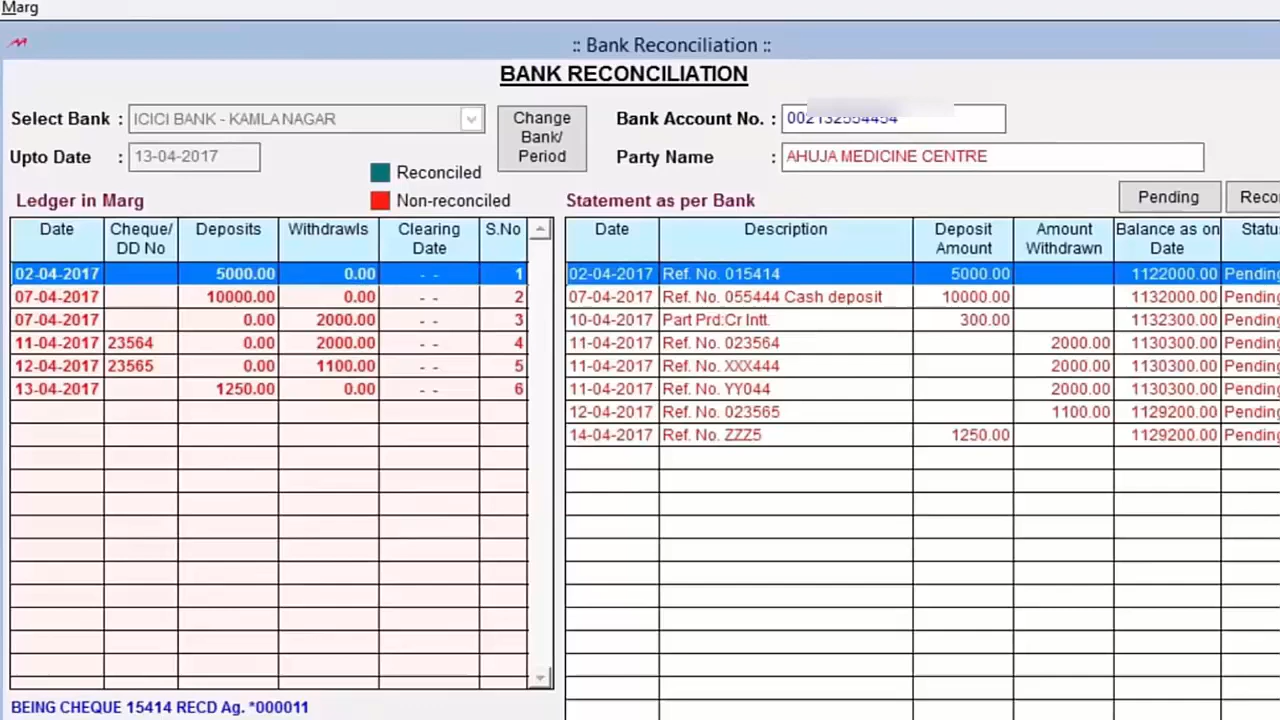 Marg
:: Bank Reconciliation ::
BANK RECONCILIATION
Select Bank : ICICI BANK - KAMLA NAGAR
Change Bank/ Period
Bank Account No. :
Upto Date : 13-04-2017
Party Name : AHUJA MEDICINE CENTRE
Reconciled
Non-reconciled
Ledger in Marg
Statement as per Bank
Pending
Date Cheque/ DD No Deposits Withdrawls Clearing Date S.No
02-04-2017 5000.00 0.00 - - 1
07-04-2017 10000.00 0.00 - - 2
07-04-2017 0.00 2000.00 - - 3
11-04-2017 23564 0.00 2000.00 - - 4
12-04-2017 23565 0.00 1100.00 - - 5
13-04-2017 1250.00 0.00 - - 6
BEING CHEQUE 15414 RECD Ag. *000011
Date Description Deposit Amount Amount Withdrawn Balance as on Date Statu
02-04-2017 Ref. No. 015414 5000.00 1122000.00 Pending
07-04-2017 Ref. No. 055444 Cash deposit 10000.00 1132000.00 Pending
10-04-2017 Part Prd:Cr Intt. 300.00 1132300.00 Pending
11-04-2017 Ref. No. 023564 2000.00 1130300.00 Pending
11-04-2017 Ref. No. XXX444 2000.00 1130300.00 Pending
11-04-2017 Ref. No. YY044 2000.00 1130300.00 Pending
12-04-2017 Ref. No. 023565 1100.00 1129200.00 Pending
14-04-2017 Ref. No. ZZZ5 1250.00 1129200.00 Pending